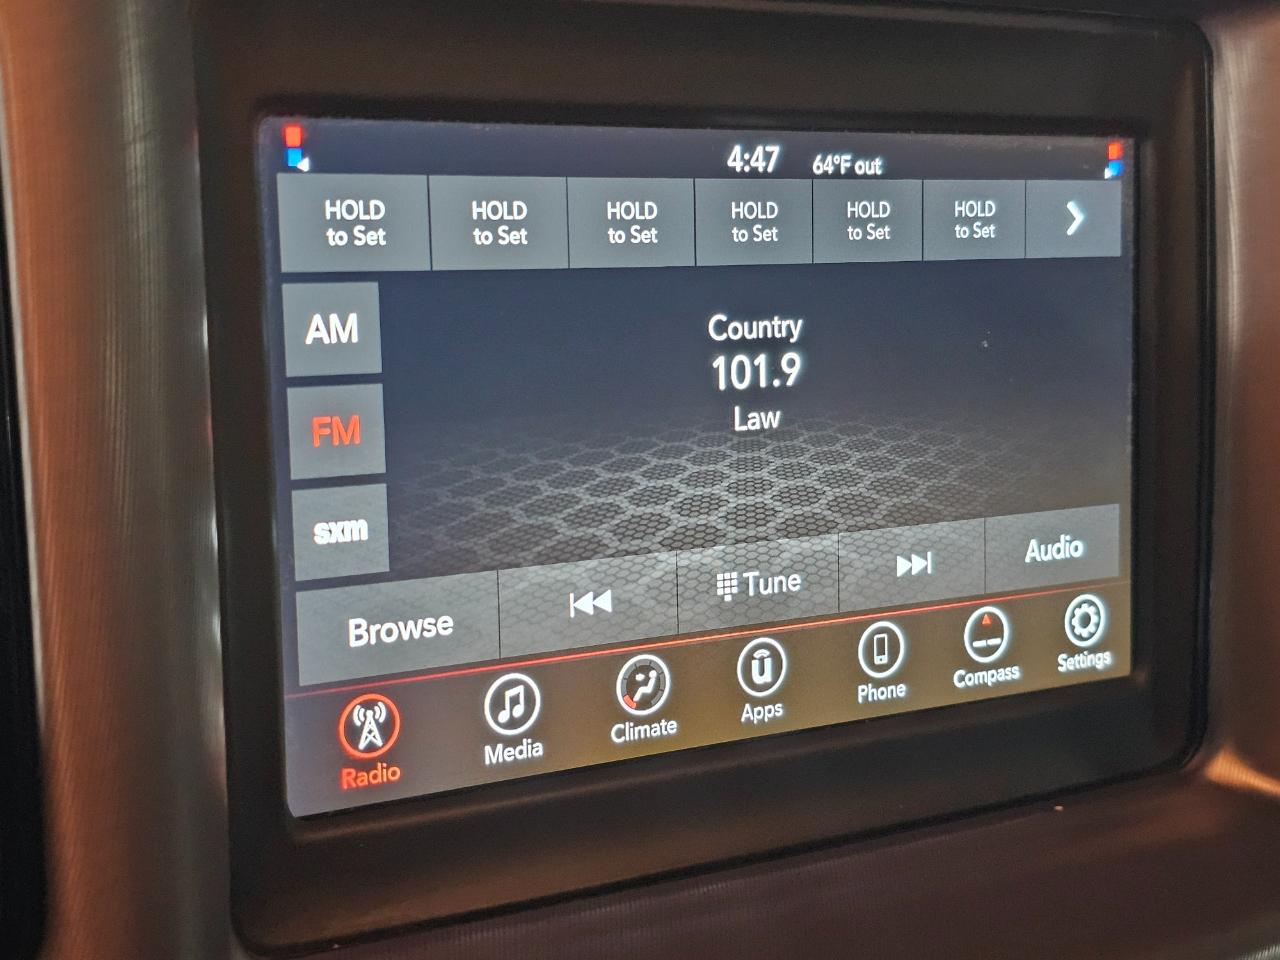 4:47 64°F out
HOLD to Set
HOLD to Set
HOLD to Set
HOLD to Set
HOLD to Set
HOLD to Set
AM
FM
sxm
Country
101.9
Law
Browse
Tune
Audio
Radio
Media
Climate
ū
Apps
Phone
Compass
Settings